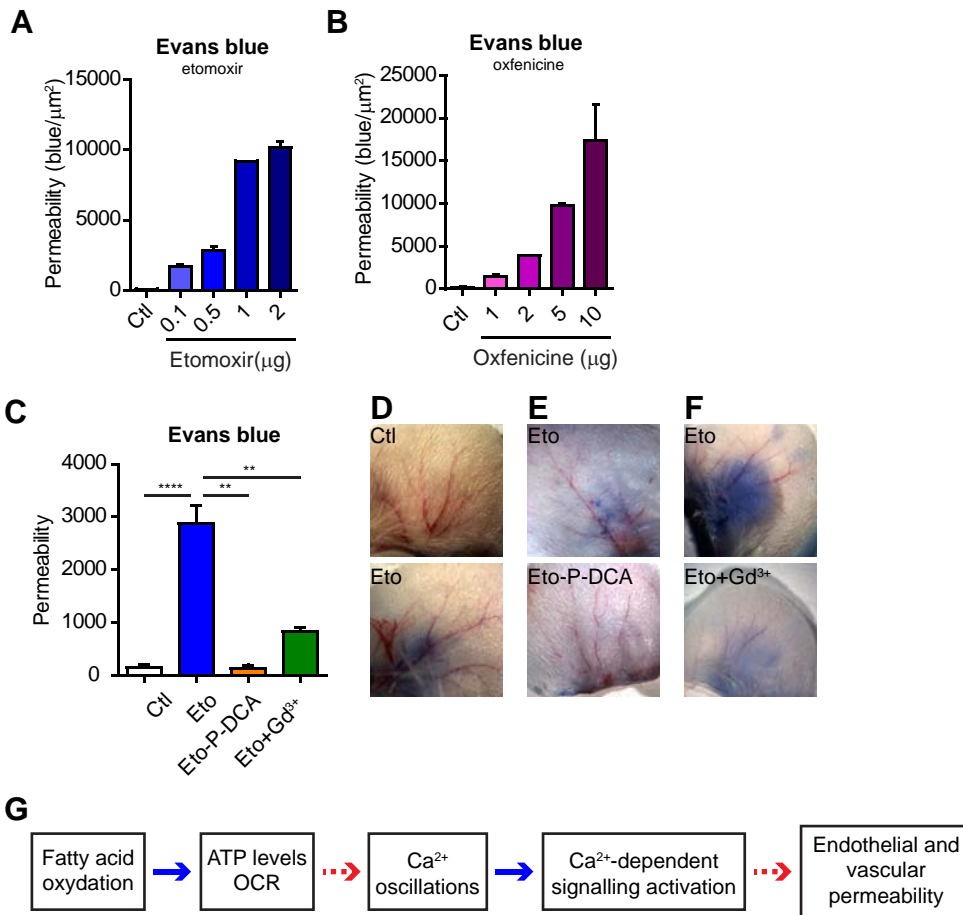 A
Evans blue
etomoxir
Permeability (blue/μm²)
15000
10000
5000
0
Ctl
0.1
0.5
1
2
Etomoxir(μg)
B
Evans blue
oxfenicine
Permeability (blue/μm²)
25000
20000
15000
10000
5000
0
Ctl
1
2
5
10
Oxfenicine (μg)
C
Evans blue
Permeability
4000
3000
2000
1000
0
****
**
**
Ctl
Eto
Eto-P-DCA
Eto+Gd³⁺
D
Ctl
Eto
E
Eto
Eto-P-DCA
F
Eto
Eto+Gd³⁺
G
Fatty acid
oxydation
ATP levels
OCR
Ca²⁺
oscillations
Ca²⁺-dependent
signalling activation
Endothelial and
vascular
permeability